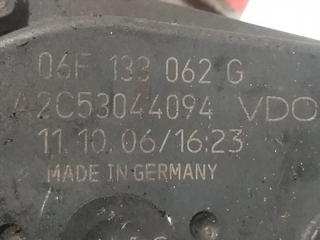 06F 133 062 G
A2C53044094 VDO
11.10.06/16:23
MADE IN GERMANY